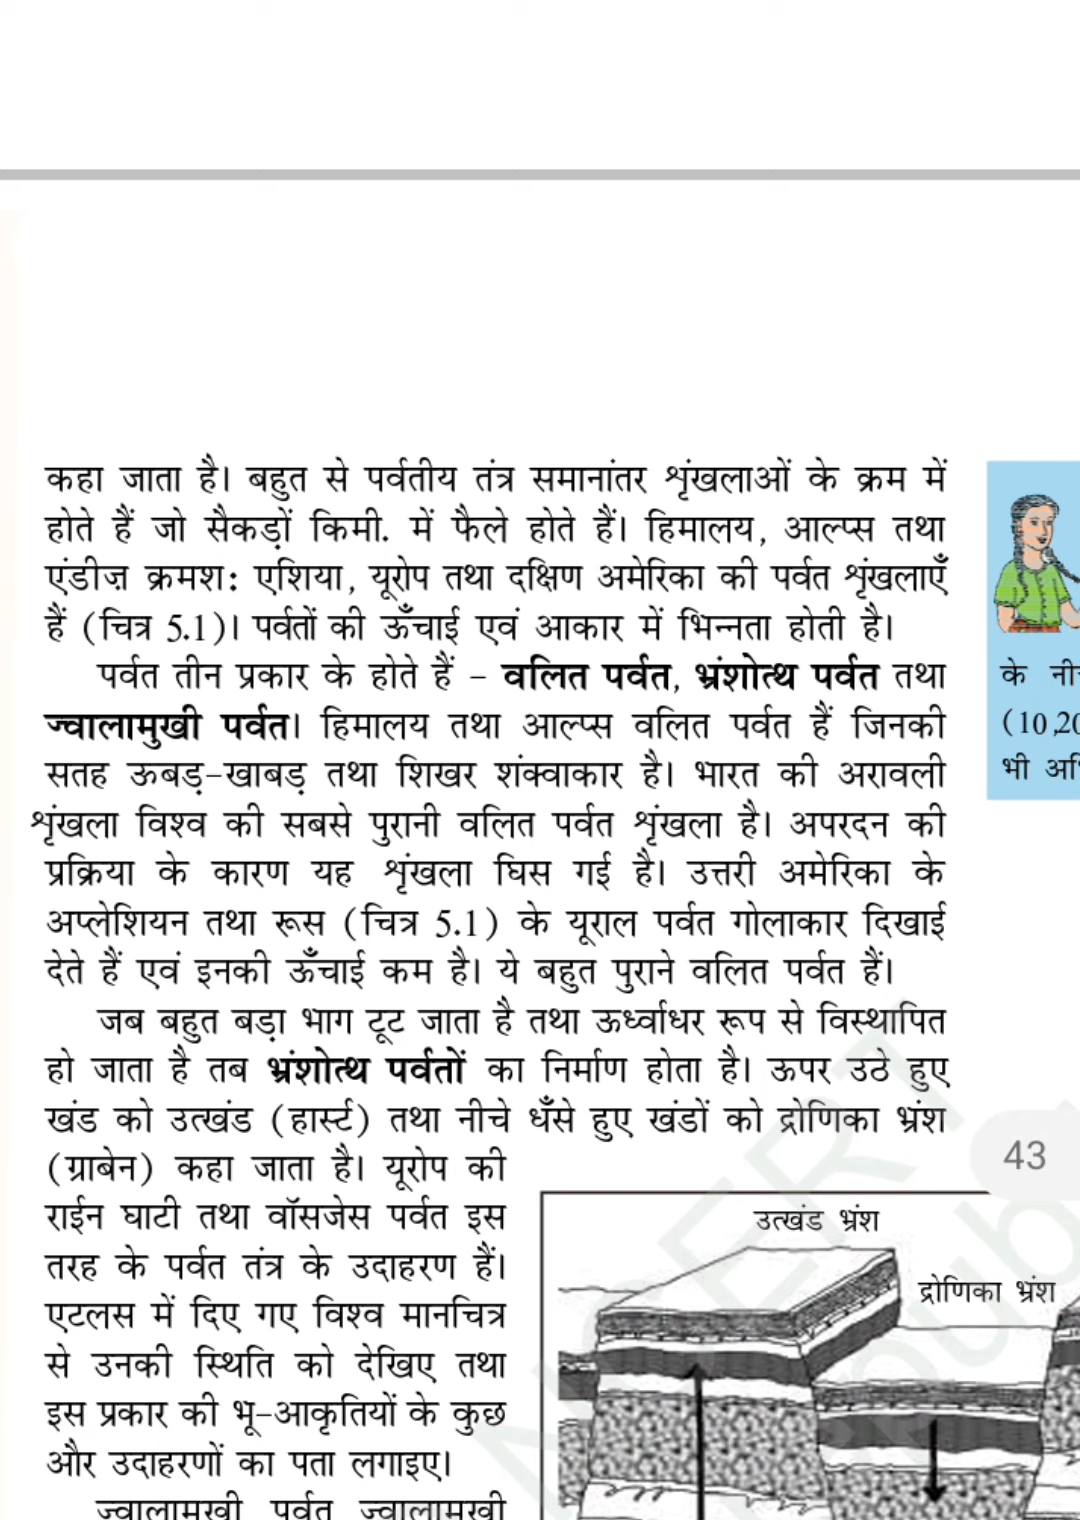 कहा जाता है। बहुत से पर्वतीय तंत्र समानांतर शृंखलाओं के क्रम में
होते हैं जो सैकड़ों किमी. में फैले होते हैं। हिमालय, आल्प्स तथा
एंडीज़ क्रमश: एशिया, यूरोप तथा दक्षिण अमेरिका की पर्वत शृंखलाएँ
हैं (चित्र 5.1)। पर्वतों की ऊँचाई एवं आकार में भिन्नता होती है।
पर्वत तीन प्रकार के होते हैं - वलित पर्वत, भ्रंशोत्थ पर्वत तथा
ज्वालामुखी पर्वत। हिमालय तथा आल्प्स वलित पर्वत हैं जिनकी
सतह ऊबड़-खाबड़ तथा शिखर शंक्वाकार है। भारत की अरावली
शृंखला विश्व की सबसे पुरानी वलित पर्वत शृंखला है। अपरदन की
प्रक्रिया के कारण यह शृंखला घिस गई है। उत्तरी अमेरिका के
अप्लेशियन तथा रूस (चित्र 5.1) के यूराल पर्वत गोलाकार दिखाई
देते हैं एवं इनकी ऊँचाई कम है। ये बहुत पुराने वलित पर्वत हैं।
जब बहुत बड़ा भाग टूट जाता है तथा ऊर्ध्वाधर रूप से विस्थापित
हो जाता है तब भ्रंशोत्थ पर्वतों का निर्माण होता है। ऊपर उठे हुए
खंड को उत्खंड (हार्स्ट) तथा नीचे धँसे हुए खंडों को द्रोणिका भ्रंश
(ग्राबेन) कहा जाता है। यूरोप की
राईन घाटी तथा वॉसजेस पर्वत इस
तरह के पर्वत तंत्र के उदाहरण हैं।
एटलस में दिए गए विश्व मानचित्र
से उनकी स्थिति को देखिए तथा
इस प्रकार की भू-आकृतियों के कुछ
और उदाहरणों का पता लगाइए।
ज्वालामुखी पर्वत ज्वालामुखी
के
(10,20
भी
43
उत्खंड भ्रंश
द्रोणिका भ्रंश